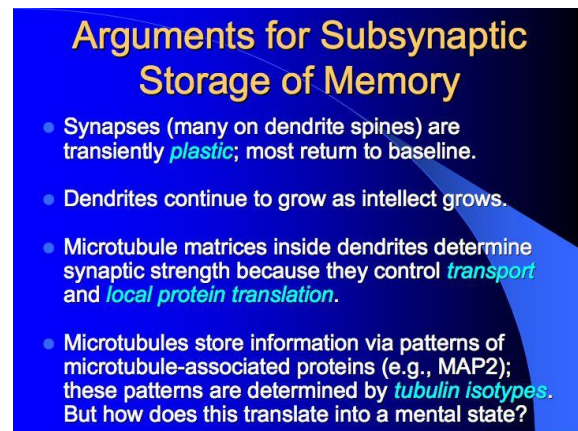 Arguments for Subsynaptic
Storage of Memory
Synapses (many on dendrite spines) are
transiently plastic; most return to baseline.
Dendrites continue to grow as intellect grows.
Microtubule matrices inside dendrites determine
synaptic strength because they control transport
and local protein translation.
Microtubules store information via patterns of
microtubule-associated proteins (e.g., MAP2);
these patterns are determined by tubulin isotypes.
But how does this translate into a mental state?